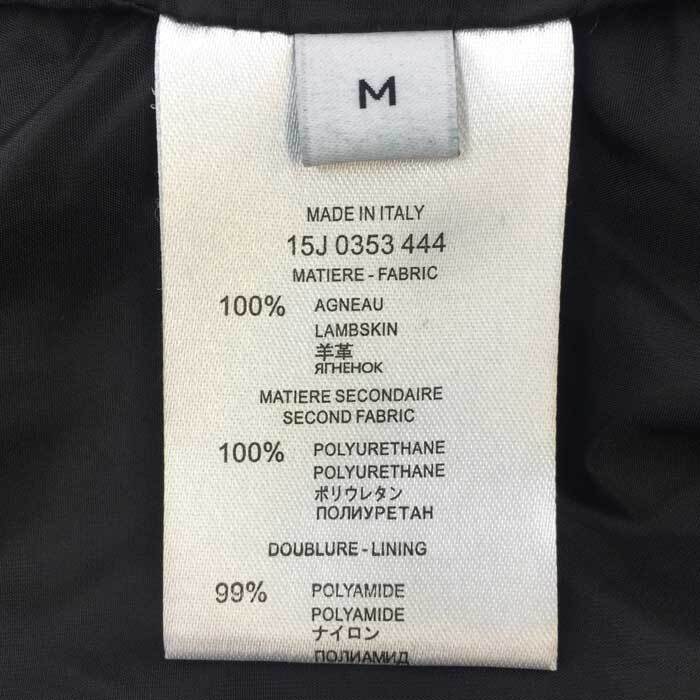 M
MADE IN ITALY
15J 0353 444
MATIERE - FABRIC
100% AGNEAU
LAMBSKIN
羊革
ЯГНЕНОК
MATIERE SECONDAIRE
SECOND FABRIC
100% POLYURETHANE
POLYURETHANE
ポリウレタン
ПОЛИУРЕТАН
DOUBLURE - LINING
99% POLYAMIDE
POLYAMIDE
ナイロン
ПОЛИАМИД